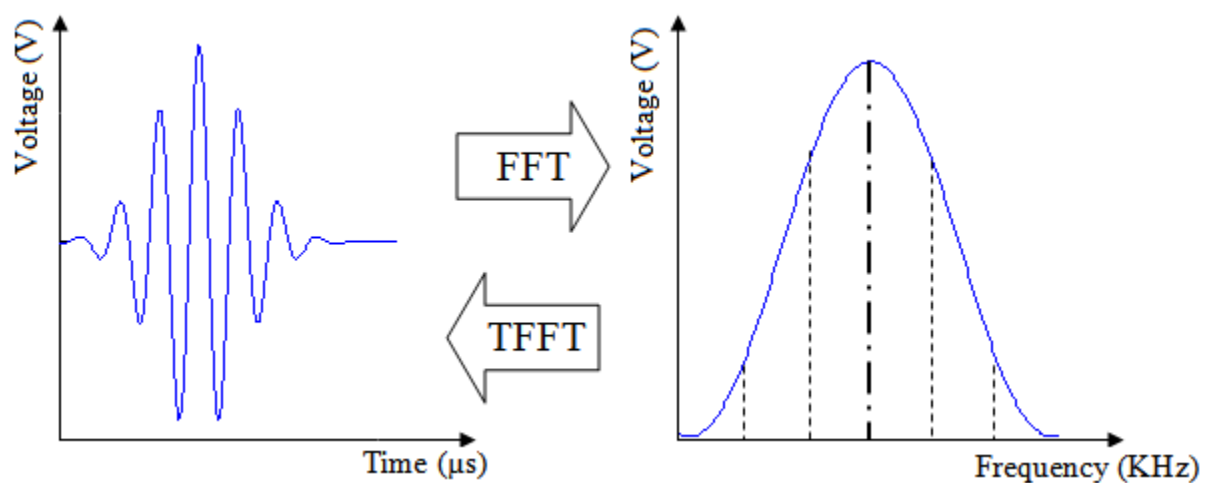 Voltage (V)
Time (μs)
FFT
TFFT
Voltage (V)
Frequency (KHz)